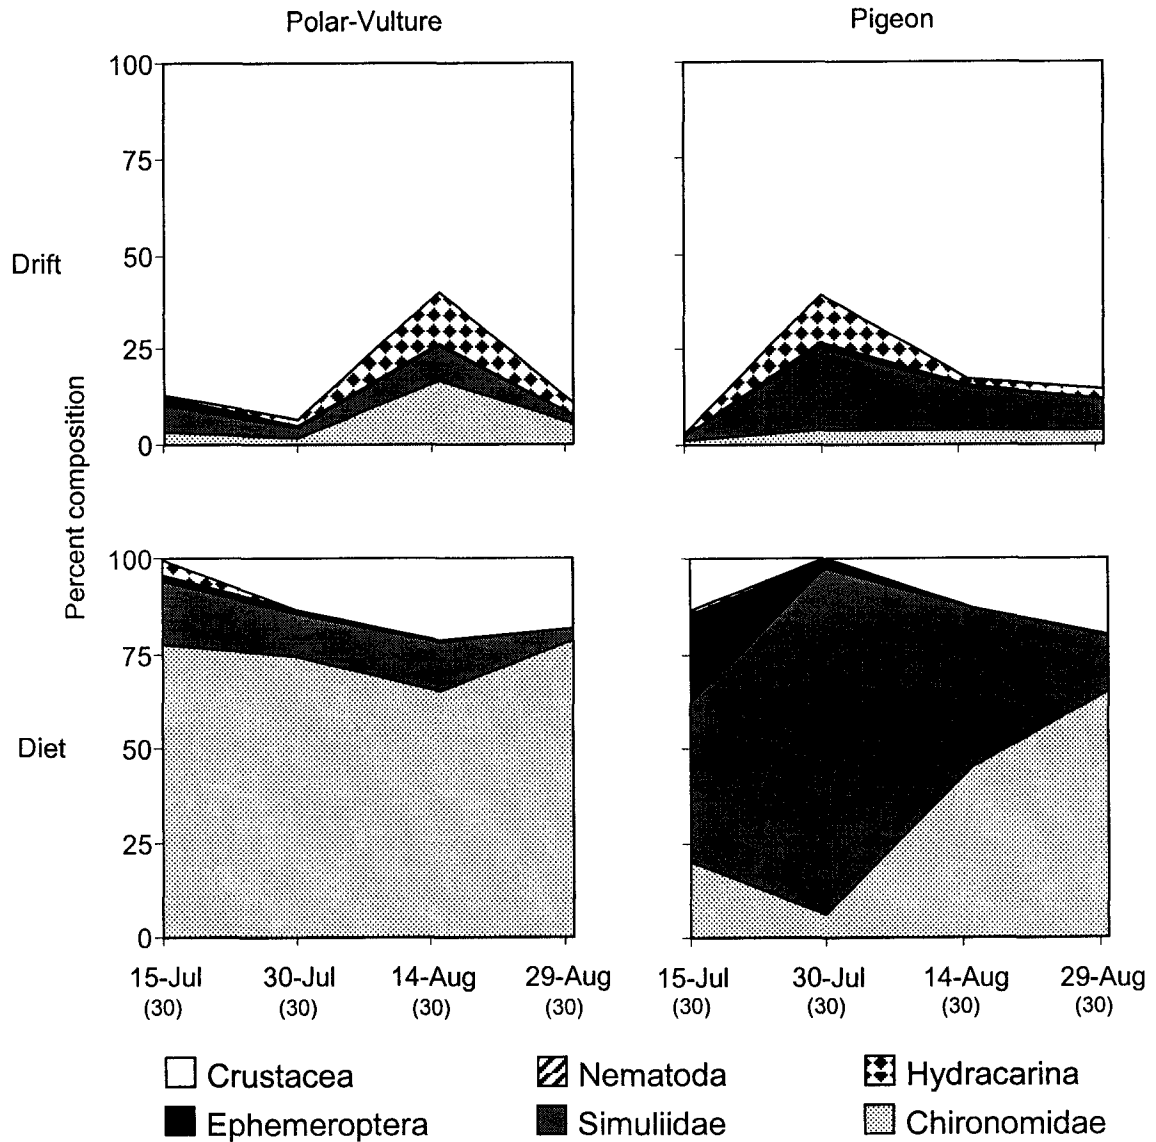 Polar-Vulture
Pigeon
100
75
50
25
0
Drift
Percent composition
100
75
50
25
0
Diet
15-Jul 30-Jul 14-Aug 29-Aug 15-Jul 30-Jul 14-Aug 29-Aug
(30) (30) (30) (30) (30) (30) (30) (30)
Crustacea Nematoda Hydracarina
Ephemeroptera Simuliidae Chironomidae